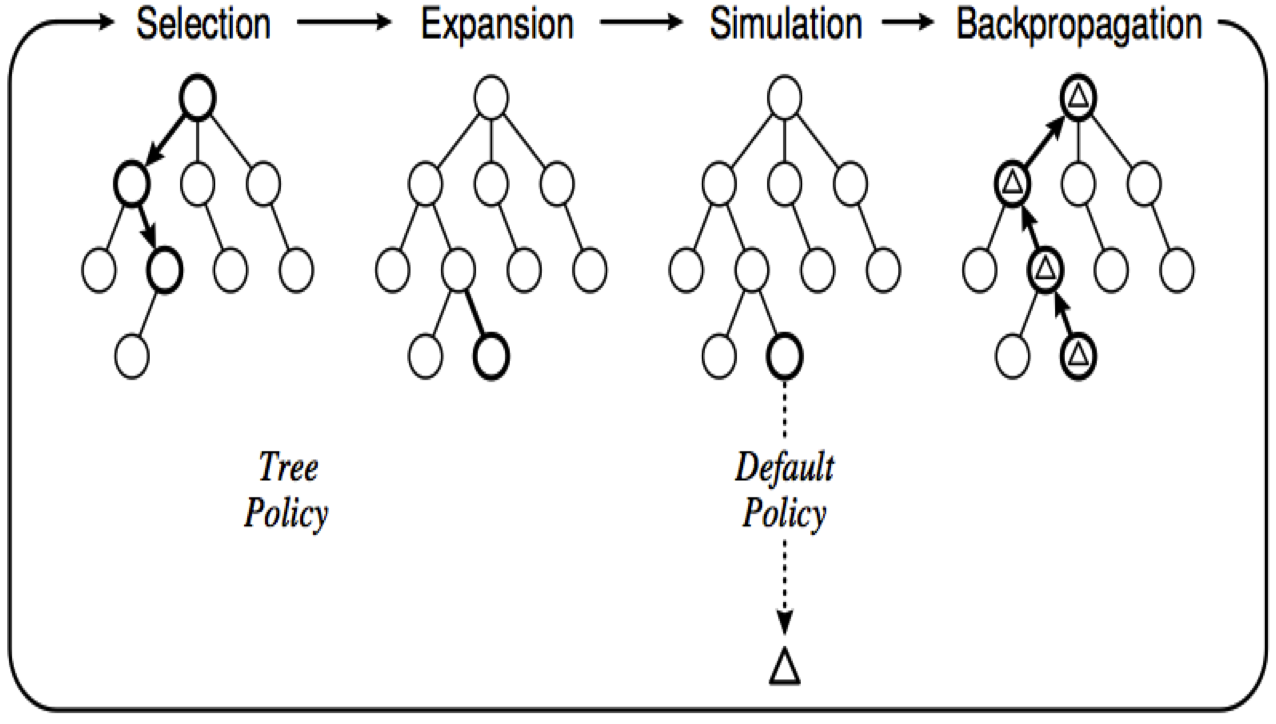 Selection Expansion Simulation Backpropagation
Tree
Policy
Default
Policy